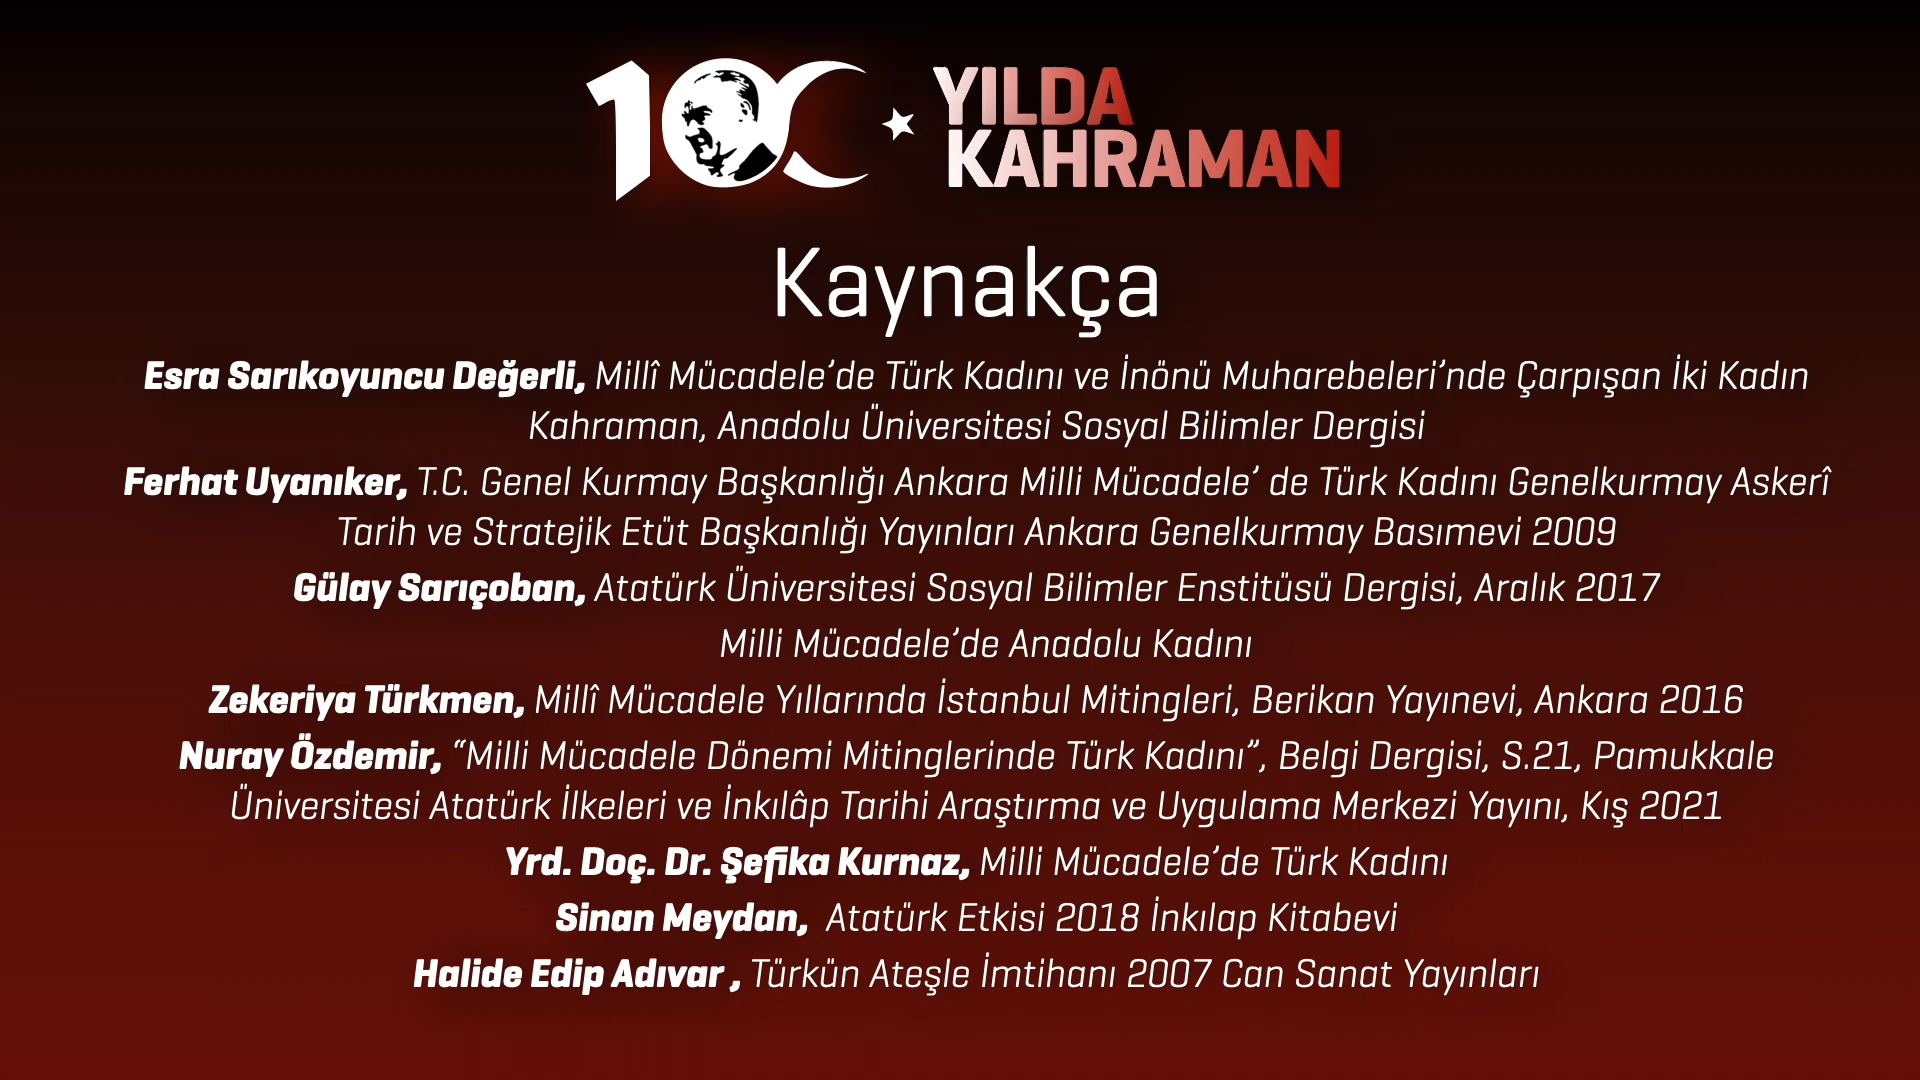 100 YILDA
KAHRAMAN
Kaynakça
Esra Sarıkoyuncu Değerli, Millî Mücadele’de Türk Kadını ve İnönü Muharebeleri’nde Çarpışan İki Kadın
Kahraman, Anadolu Üniversitesi Sosyal Bilimler Dergisi
Ferhat Uyanıker, T.C. Genel Kurmay Başkanlığı Ankara Milli Mücadele’ de Türk Kadını Genelkurmay Askerî
Tarih ve Stratejik Etüt Başkanlığı Yayınları Ankara Genelkurmay Basımevi 2009
Gülay Sarıçoban, Atatürk Üniversitesi Sosyal Bilimler Enstitüsü Dergisi, Aralık 2017
Milli Mücadele’de Anadolu Kadını
Zekeriya Türkmen, Millî Mücadele Yıllarında İstanbul Mitingleri, Berikan Yayınevi, Ankara 2016
Nuray Özdemir, “Milli Mücadele Dönemi Mitinglerinde Türk Kadını”, Belgi Dergisi, S.21, Pamukkale
Üniversitesi Atatürk İlkeleri ve İnkılâp Tarihi Araştırma ve Uygulama Merkezi Yayını, Kış 2021
Yrd. Doç. Dr. Şefika Kurnaz, Milli Mücadele’de Türk Kadını
Sinan Meydan,  Atatürk Etkisi 2018 İnkılap Kitabevi
Halide Edip Adıvar , Türkün Ateşle İmtihanı 2007 Can Sanat Yayınları